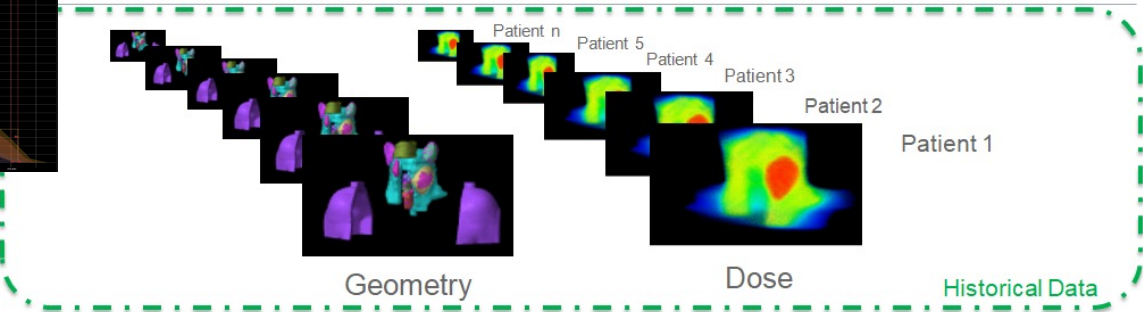 Patient n
Patient 5
Patient 4
Patient 3
Patient 2
Patient 1
Geometry
Dose
Historical Data